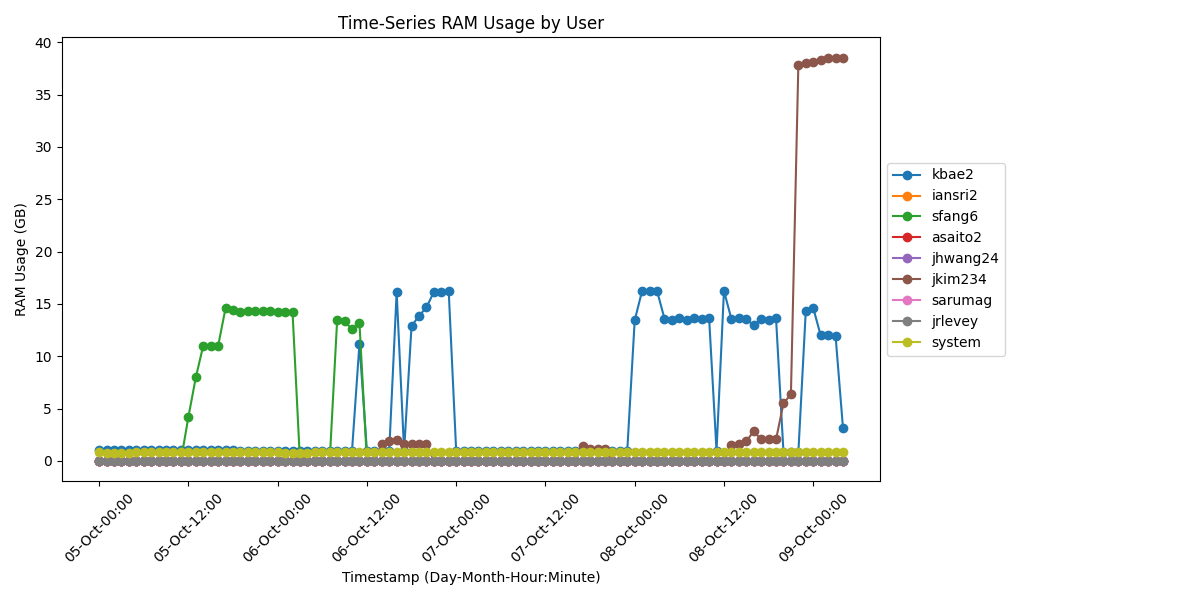 Time-Series RAM Usage by User
40
35
30
25
20
15
10
5
0
RAM Usage (GB)
05-Oct-00:00
05-Oct-12:00
06-Oct-00:00
06-Oct-12:00
07-Oct-00:00
07-Oct-12:00
08-Oct-00:00
08-Oct-12:00
09-Oct-00:00
Timestamp (Day-Month-Hour:Minute)
kbae2
iansri2
sfang6
asaito2
jhwang24
jkim234
sarumag
jrlevey
system